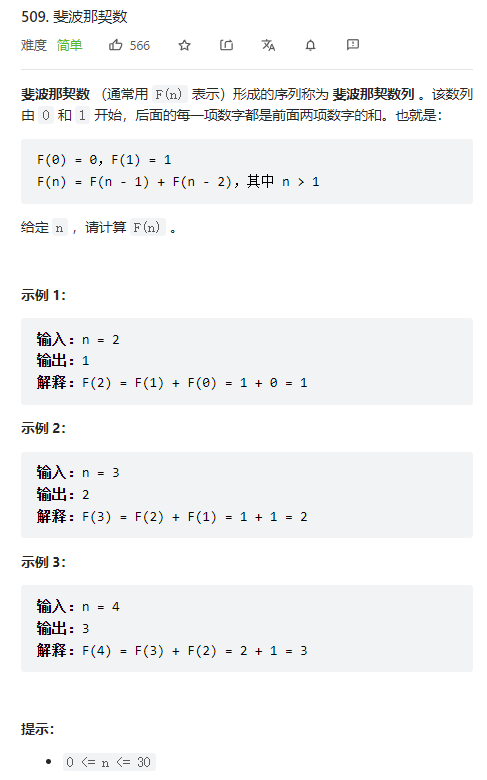 509. 斐波那契数
难度 简单 566
斐波那契数 （通常用 F(n) 表示）形成的序列称为 斐波那契数列 。该数列
由 0 和 1 开始，后面的每一项数字都是前面两项数字的和。也就是：
F(0) = 0，F(1) = 1
F(n) = F(n - 1) + F(n - 2)，其中 n > 1
给定 n ，请计算 F(n) 。
示例 1：
输入：n = 2
输出：1
解释：F(2) = F(1) + F(0) = 1 + 0 = 1
示例 2：
输入：n = 3
输出：2
解释：F(3) = F(2) + F(1) = 1 + 1 = 2
示例 3：
输入：n = 4
输出：3
解释：F(4) = F(3) + F(2) = 2 + 1 = 3
提示：
• 0 <= n <= 30